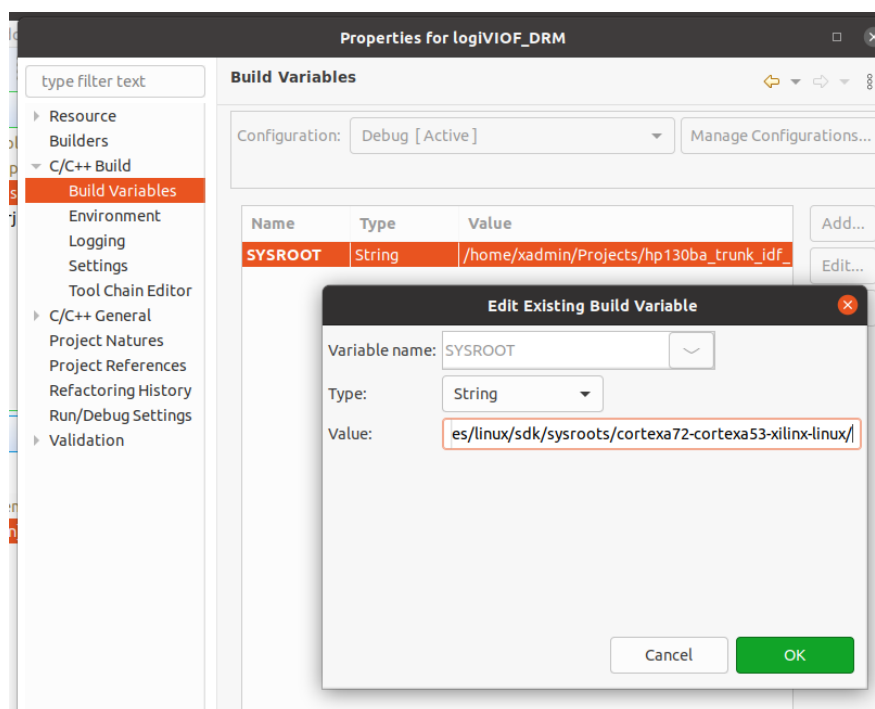 Properties for logiVIOF_DRM
type filter text
Resource
Builders
C/C++ Build
Build Variables
Environment
Logging
Settings
Tool Chain Editor
C/C++ General
Project Natures
Project References
Refactoring History
Run/Debug Settings
Validation
Build Variables
Configuration: Debug [Active] Manage Configurations...
Name Type Value Add...
SYSROOT String /home/xadmin/Projects/hp130ba_trunk_idf_ Edit...
Edit Existing Build Variable
Variable name: SYSROOT
Type: String
Value: es/linux/sdk/sysroots/cortexa72-cortexa53-xilinx-linux/
Cancel OK